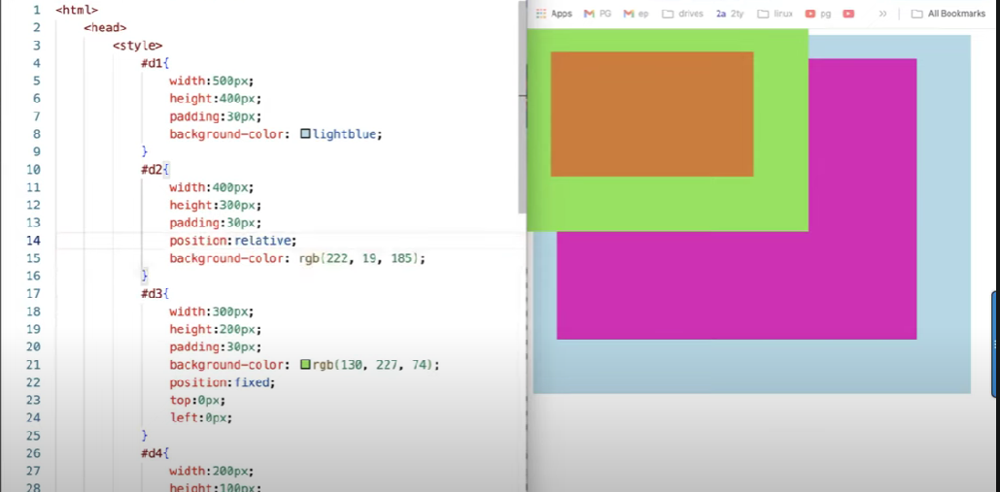 1 <html>
2 <head>
3 <style>
4 #d1{
5 width:500px;
6 height:400px;
7 padding:30px;
8 background-color: lightblue;
9 }
10 #d2{
11 width:400px;
12 height:300px;
13 padding:30px;
14 position:relative;
15 background-color: rgb(222, 19, 185);
16 }
17 #d3{
18 width:300px;
19 height:200px;
20 padding:30px;
21 background-color: rgb(130, 227, 74);
22 position:fixed;
23 top:0px;
24 left:0px;
25 }
26 #d4{
27 width:200px;
28 height:100px;
Apps PG ep drives 2a 2ty linux pg >> All Bookmarks